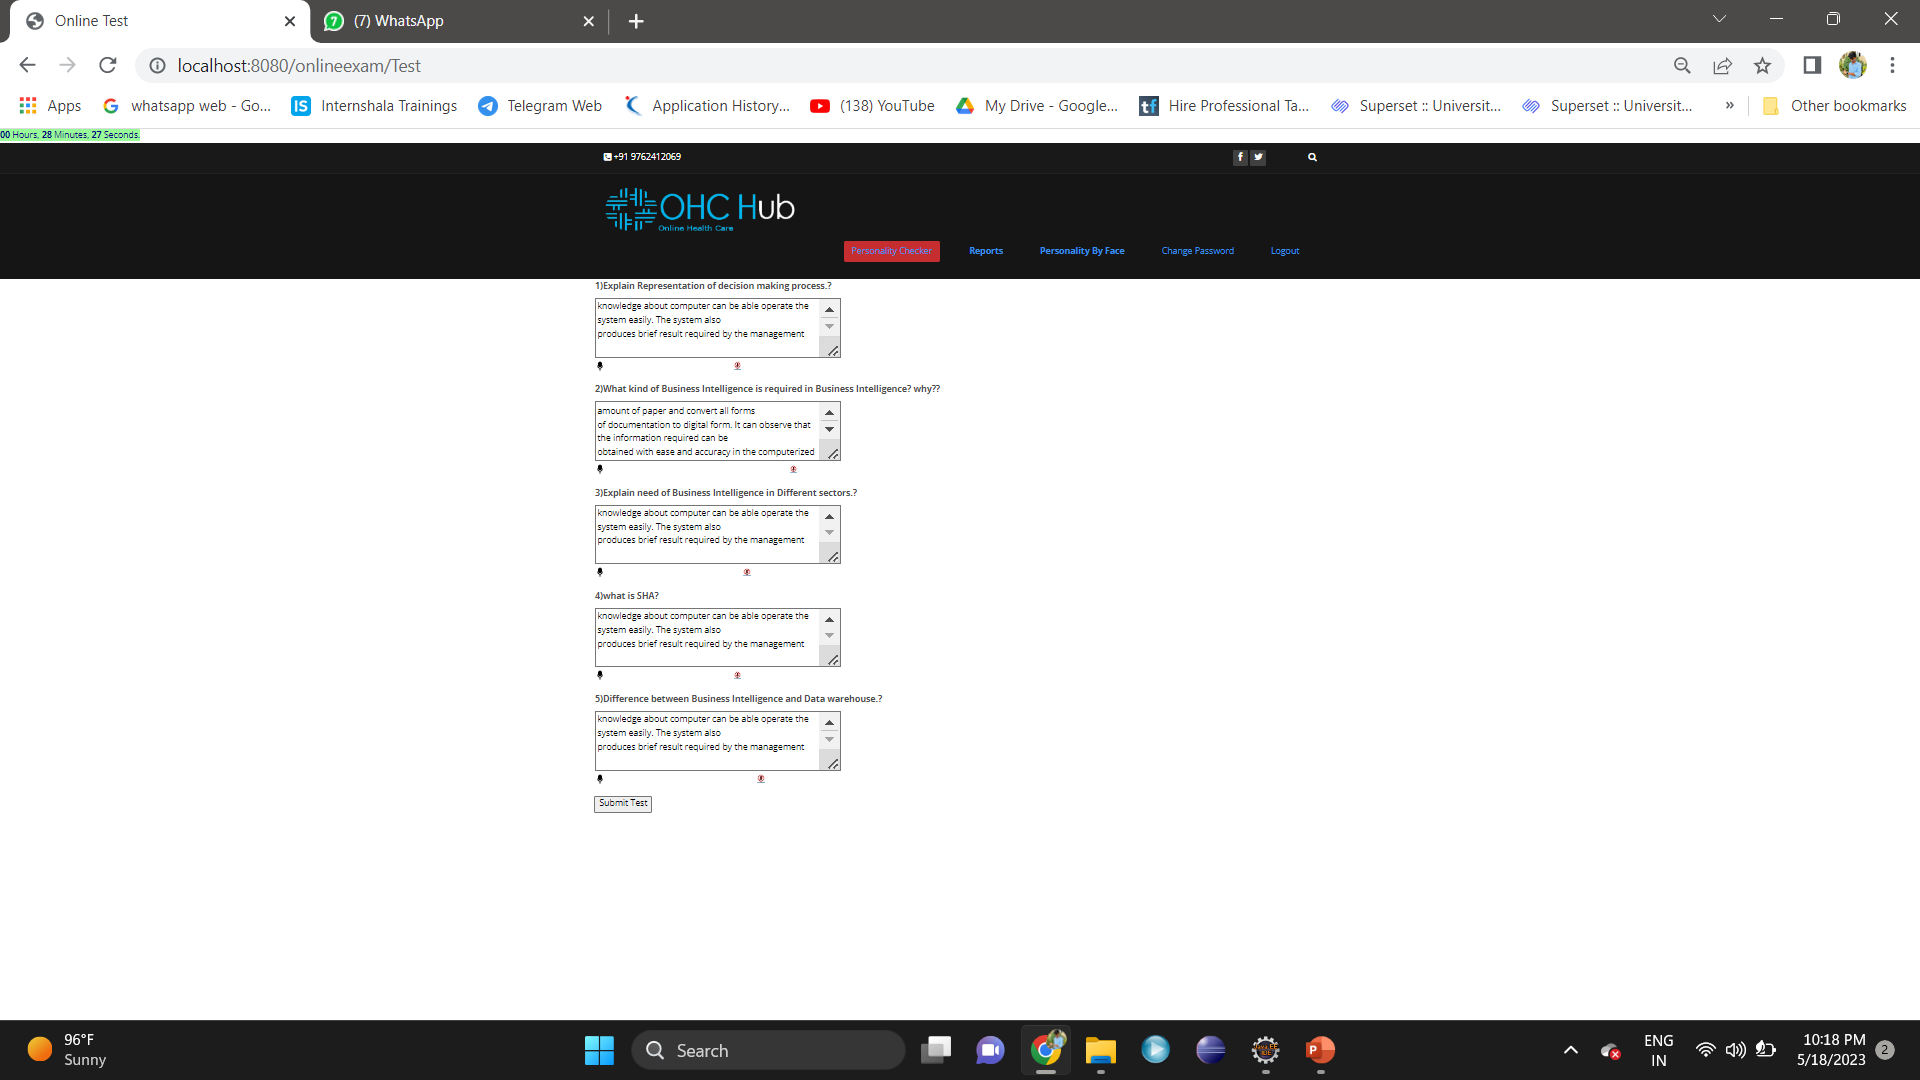 Online Test
(7) WhatsApp
localhost:8080/onlineexam/Test
Apps
whatsapp web - Go...
Internshala Trainings
Telegram Web
Application History...
(138) YouTube
My Drive - Google...
Hire Professional Ta...
Superset :: Universit...
Superset :: Universit...
»
Other bookmarks
00 Hours, 28 Minutes, 27 Seconds.
+91 9762412069
OHC Hub
Online Health Care
Personality Checker
Reports
Personality By Face
Change Password
Logout
1)Explain Representation of decision making process.?
knowledge about computer can be able operate the
system easily. The system also
produces brief result required by the management
2)What kind of Business Intelligence is required in Business Intelligence? why??
amount of paper and convert all forms
of documentation to digital form. It can observe that
the information required can be
obtained with ease and accuracy in the computerized
3)Explain need of Business Intelligence in Different sectors.?
knowledge about computer can be able operate the
system easily. The system also
produces brief result required by the management
4)what is SHA?
knowledge about computer can be able operate the
system easily. The system also
produces brief result required by the management
5)Difference between Business Intelligence and Data warehouse.?
knowledge about computer can be able operate the
system easily. The system also
produces brief result required by the management
Submit Test
96°F
Sunny
Search
ENG
IN
10:18 PM
5/18/2023
2